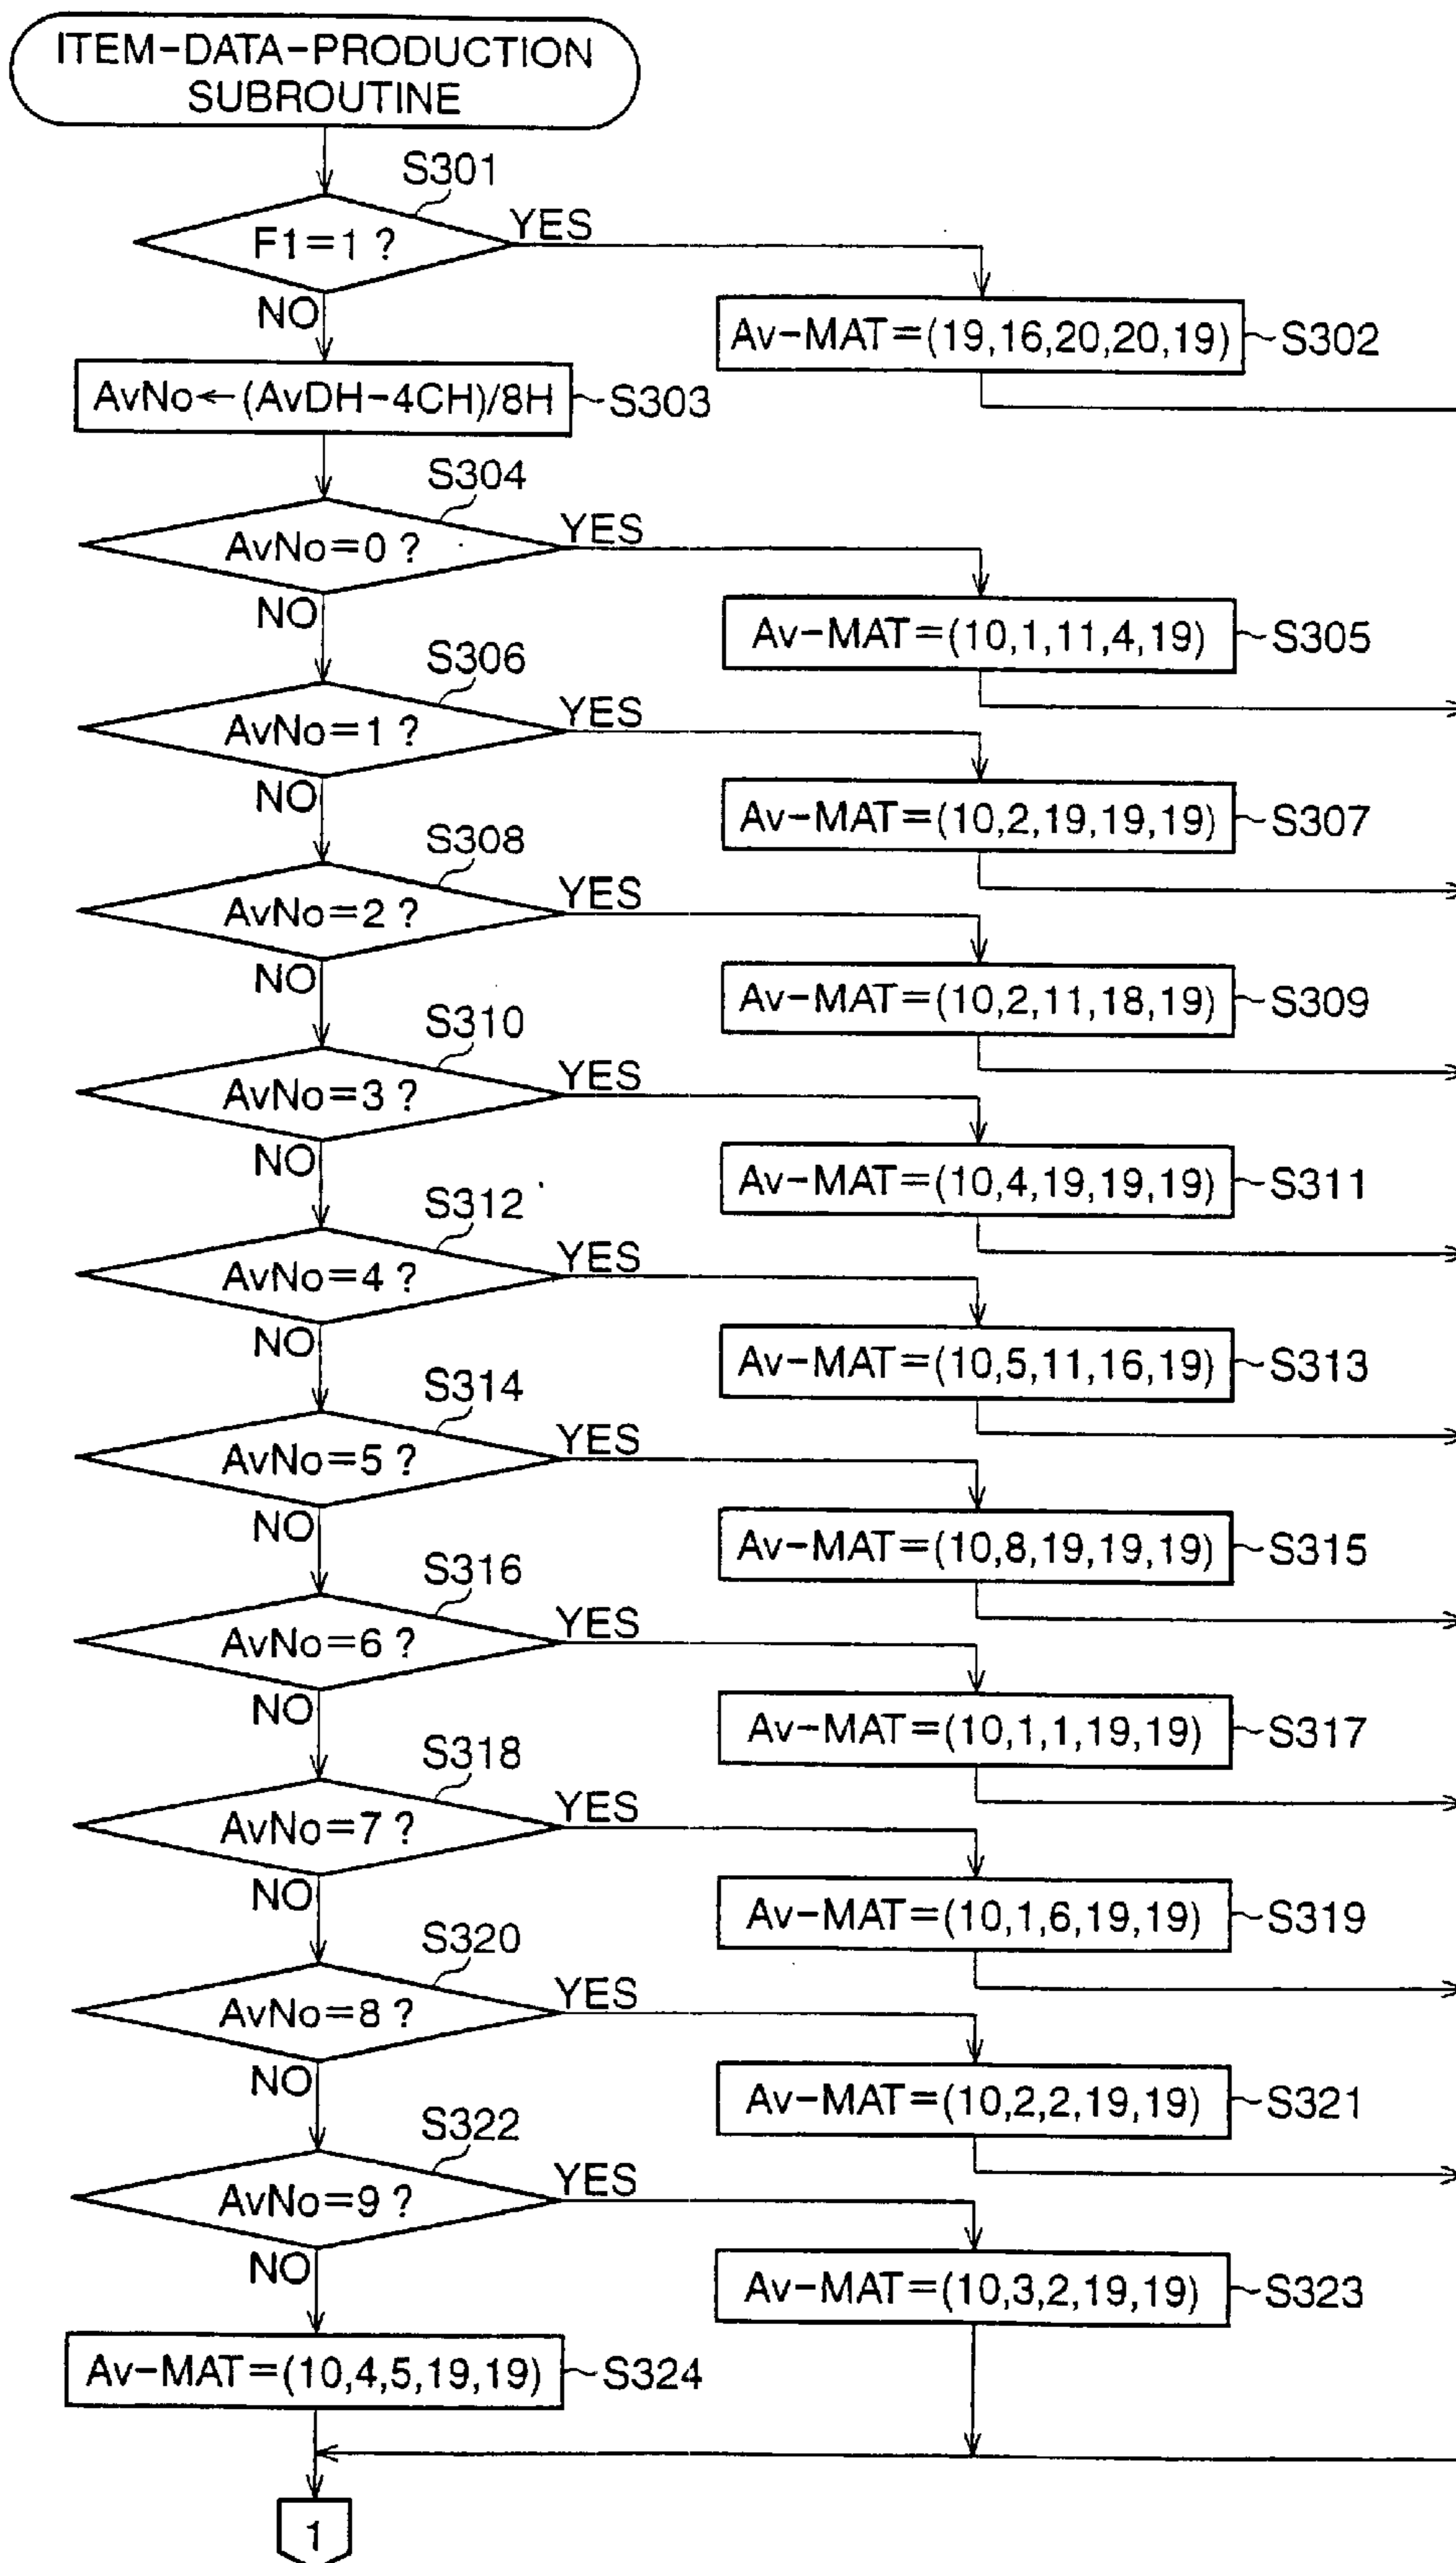 ITEM-DATA-PRODUCTION
SUBROUTINE
S301
F1=1 ?
YES
NO
Av-MAT=(19,16,20,20,19)
S302
AvNo←(AvDH-4CH)/8H
S303
S304
AvNo=0 ?
YES
NO
Av-MAT=(10,1,11,4,19)
S305
S306
AvNo=1 ?
YES
NO
Av-MAT=(10,2,19,19,19)
S307
S308
AvNo=2 ?
YES
NO
Av-MAT=(10,2,11,18,19)
S309
S310
AvNo=3 ?
YES
NO
Av-MAT=(10,4,19,19,19)
S311
S312
AvNo=4 ?
YES
NO
Av-MAT=(10,5,11,16,19)
S313
S314
AvNo=5 ?
YES
NO
Av-MAT=(10,8,19,19,19)
S315
S316
AvNo=6 ?
YES
NO
Av-MAT=(10,1,1,19,19)
S317
S318
AvNo=7 ?
YES
NO
Av-MAT=(10,1,6,19,19)
S319
S320
AvNo=8 ?
YES
NO
Av-MAT=(10,2,2,19,19)
S321
S322
AvNo=9 ?
YES
NO
Av-MAT=(10,3,2,19,19)
S323
Av-MAT=(10,4,5,19,19)
S324
1